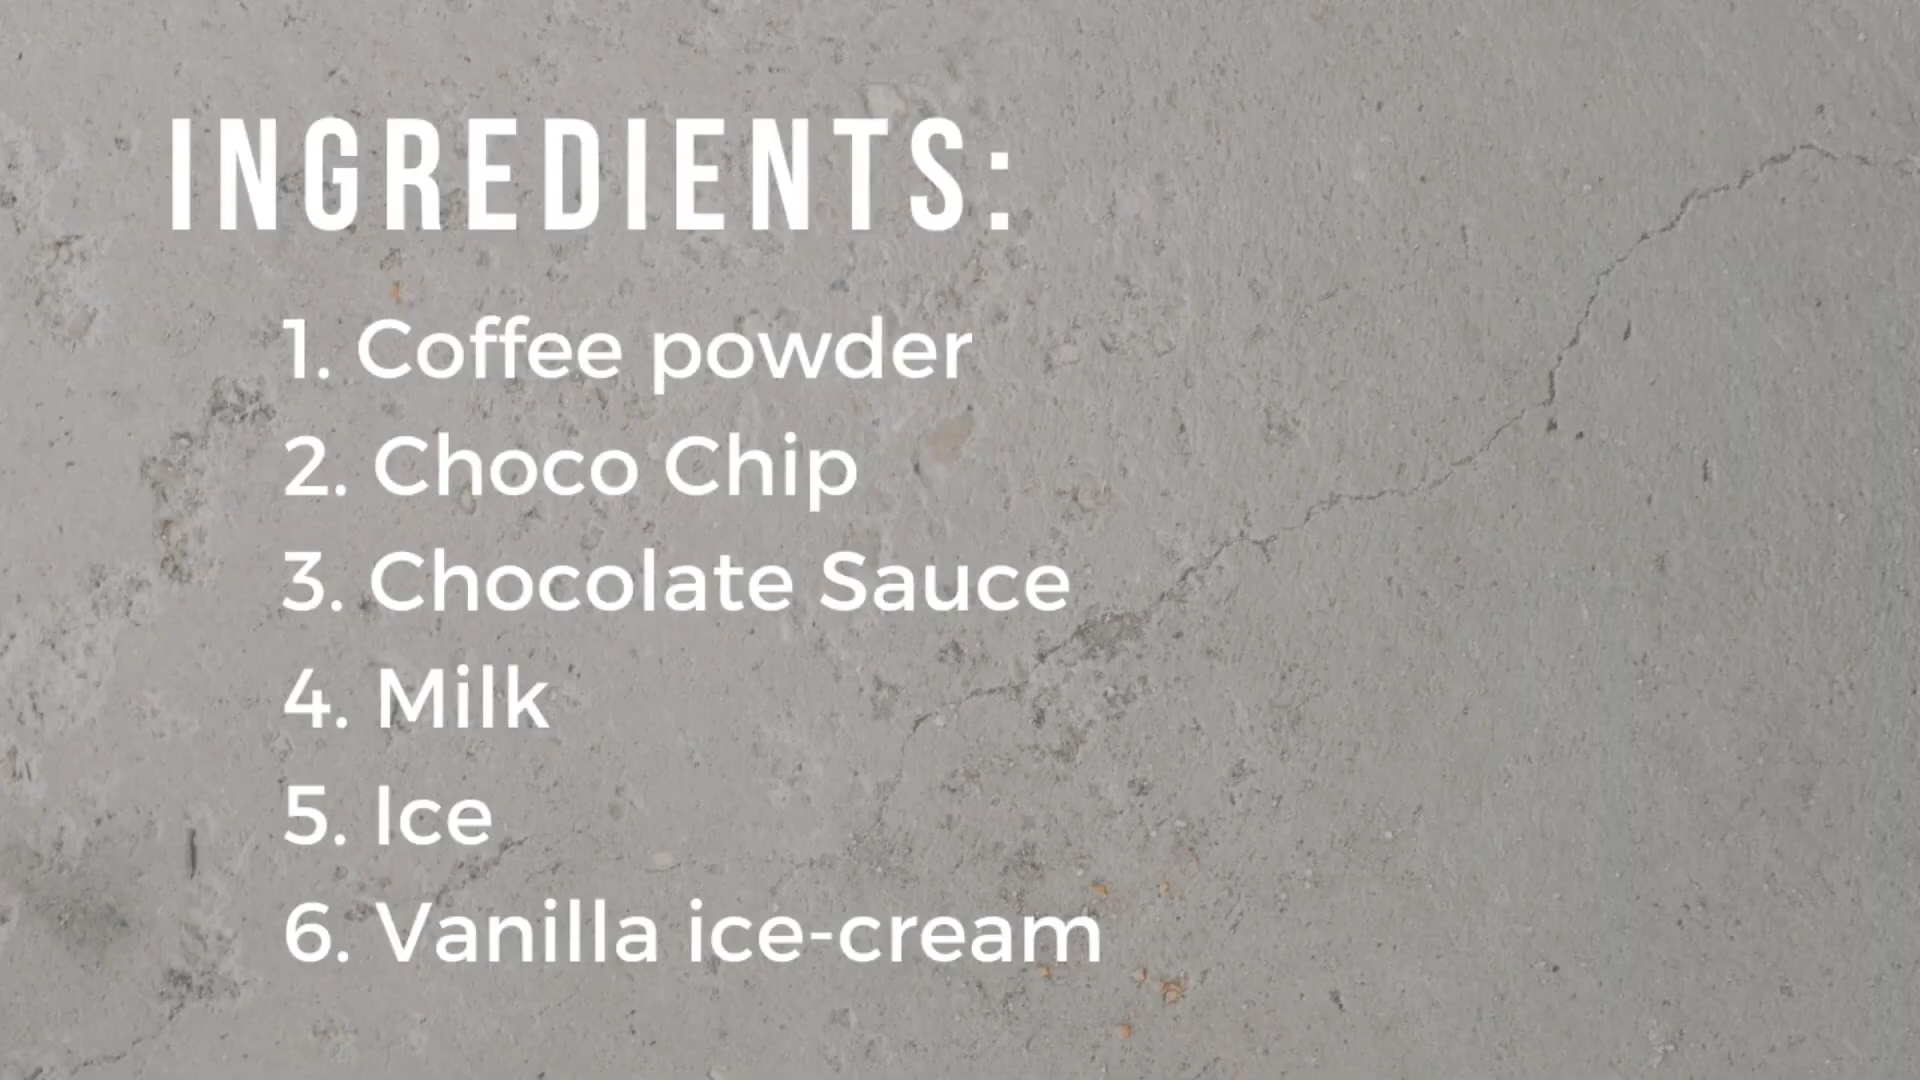 INGREDIENTS:
1. Coffee powder
2. Choco Chip
3. Chocolate Sauce
4. Milk
5. Ice
6. Vanilla ice-cream